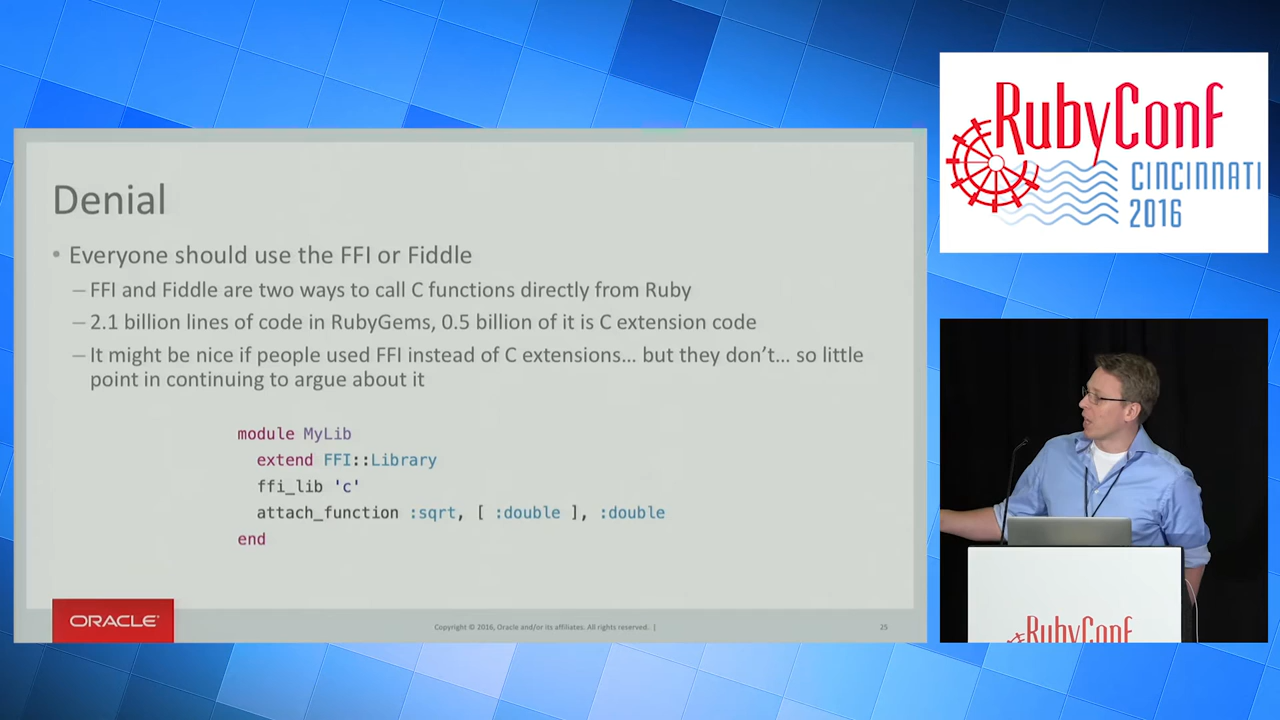 Denial
• Everyone should use the FFI or Fiddle
– FFI and Fiddle are two ways to call C functions directly from Ruby
– 2.1 billion lines of code in RubyGems, 0.5 billion of it is C extension code
– It might be nice if people used FFI instead of C extensions... but they don't... so little
point in continuing to argue about it
module MyLib
extend FFI::Library
ffi_lib 'c'
attach_function :sqrt, [ :double ], :double
end
ORACLE®
Copyright © 2016, Oracle and/or its affiliates. All rights reserved. |
25
RubyConf
CINCINNATI
2016
RubyConf